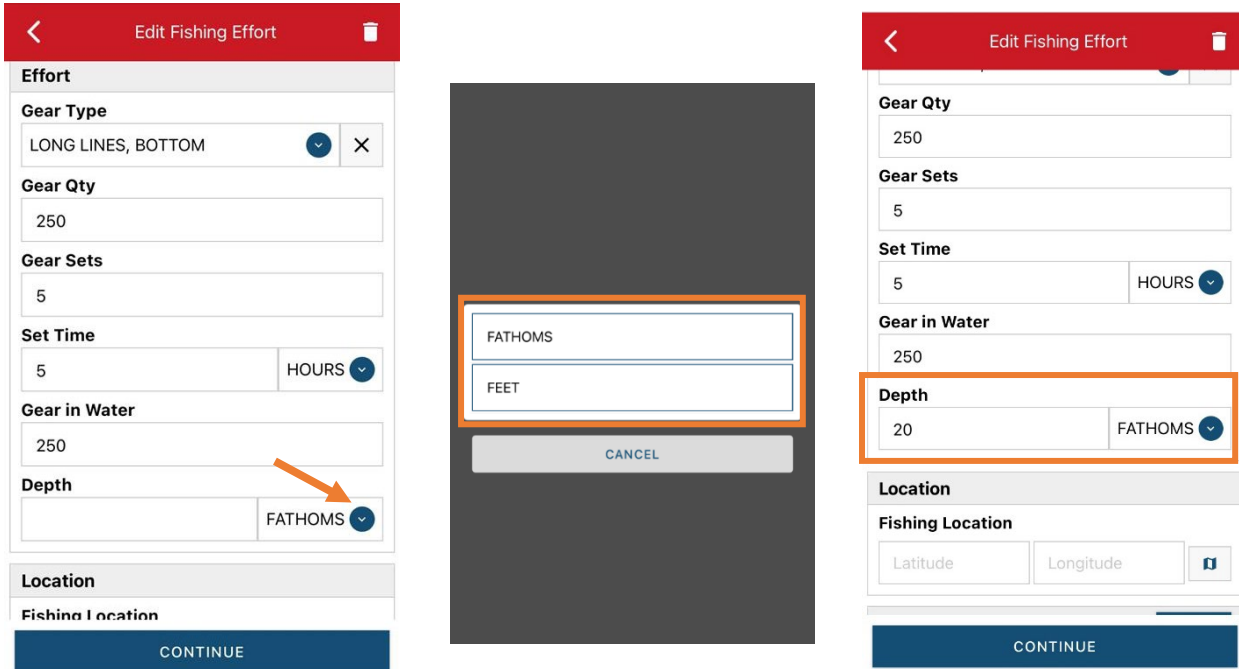 Edit Fishing Effort
Effort
Gear Type
LONG LINES, BOTTOM
Gear Qty
250
Gear Sets
5
Set Time
5 HOURS
Gear in Water
250
Depth
FATHOMS
Location
Fishing Location
CONTINUE
FATHOMS
FEET
CANCEL
Edit Fishing Effort
Gear Qty
250
Gear Sets
5
Set Time
5 HOURS
Gear in Water
250
Depth
20 FATHOMS
Location
Fishing Location
Latitude Longitude
CONTINUE